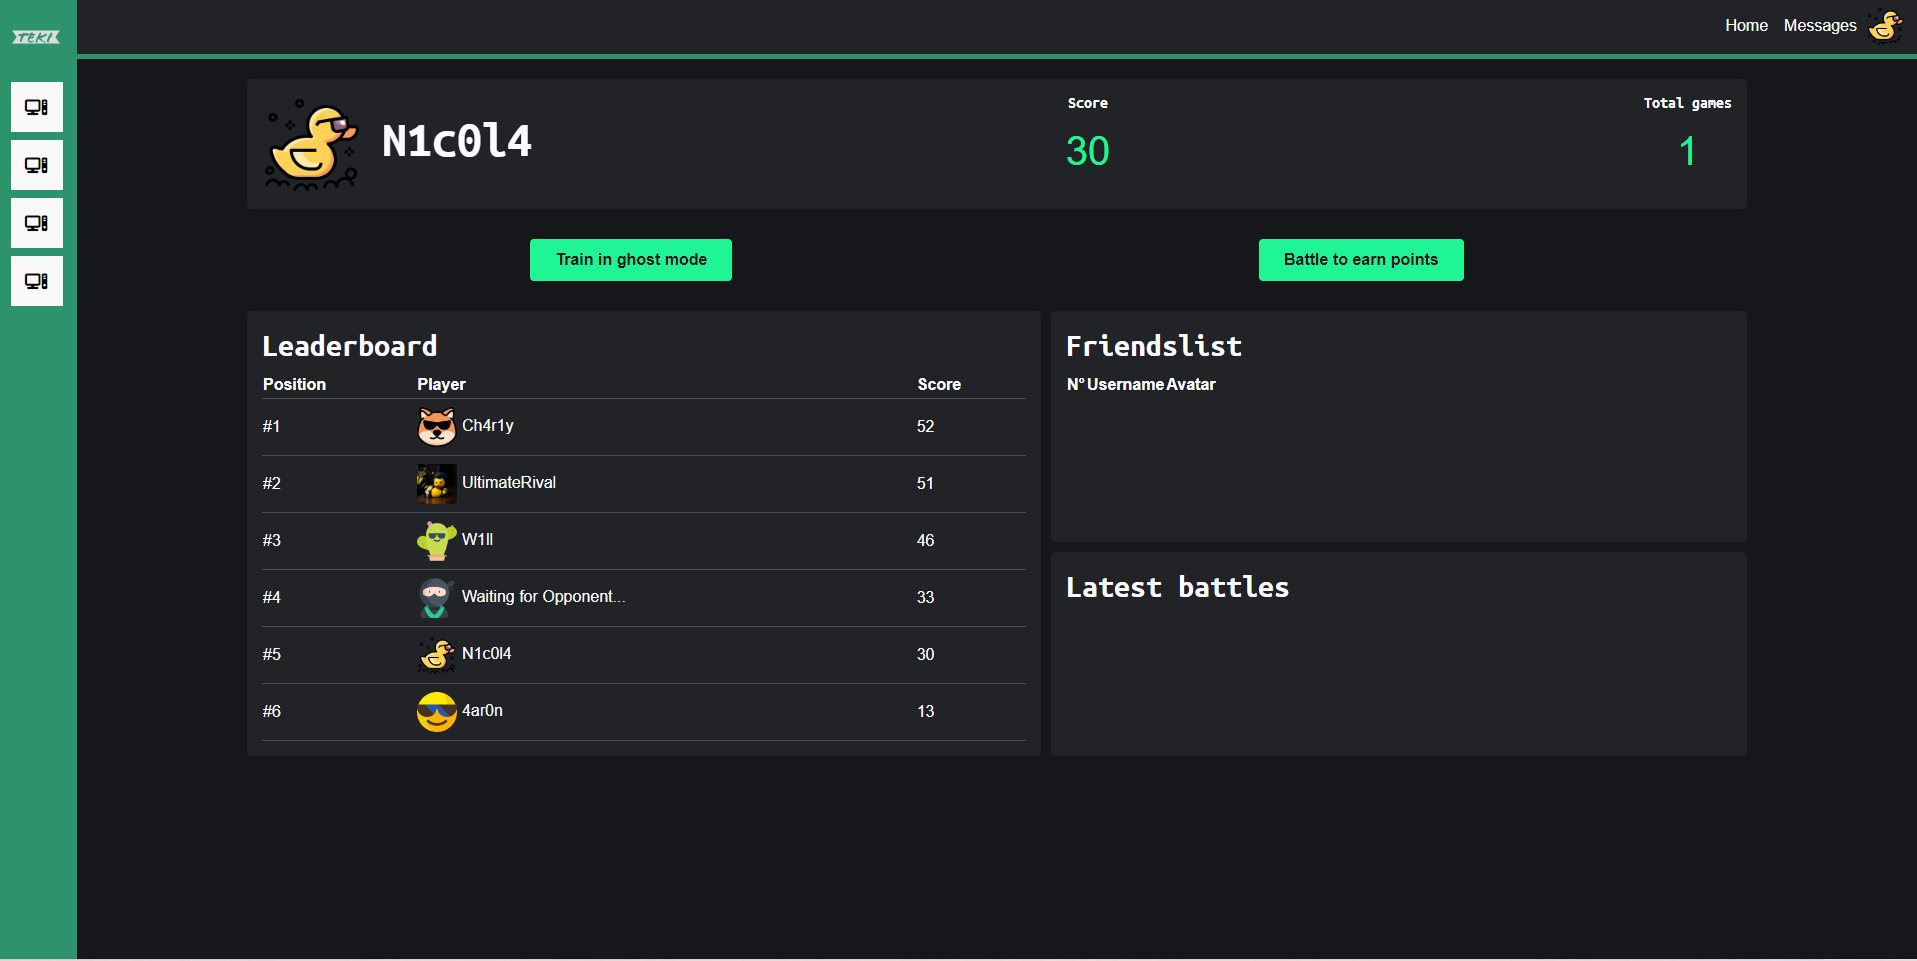 TEKI
Home Messages
N1c0l4
Score
30
Total games
1
Train in ghost mode
Battle to earn points
Leaderboard
Position Player Score
#1 Ch4r1y 52
#2 UltimateRival 51
#3 W1ll 46
#4 Waiting for Opponent... 33
#5 N1c0l4 30
#6 4ar0n 13
Friendslist
Nº Username Avatar
Latest battles